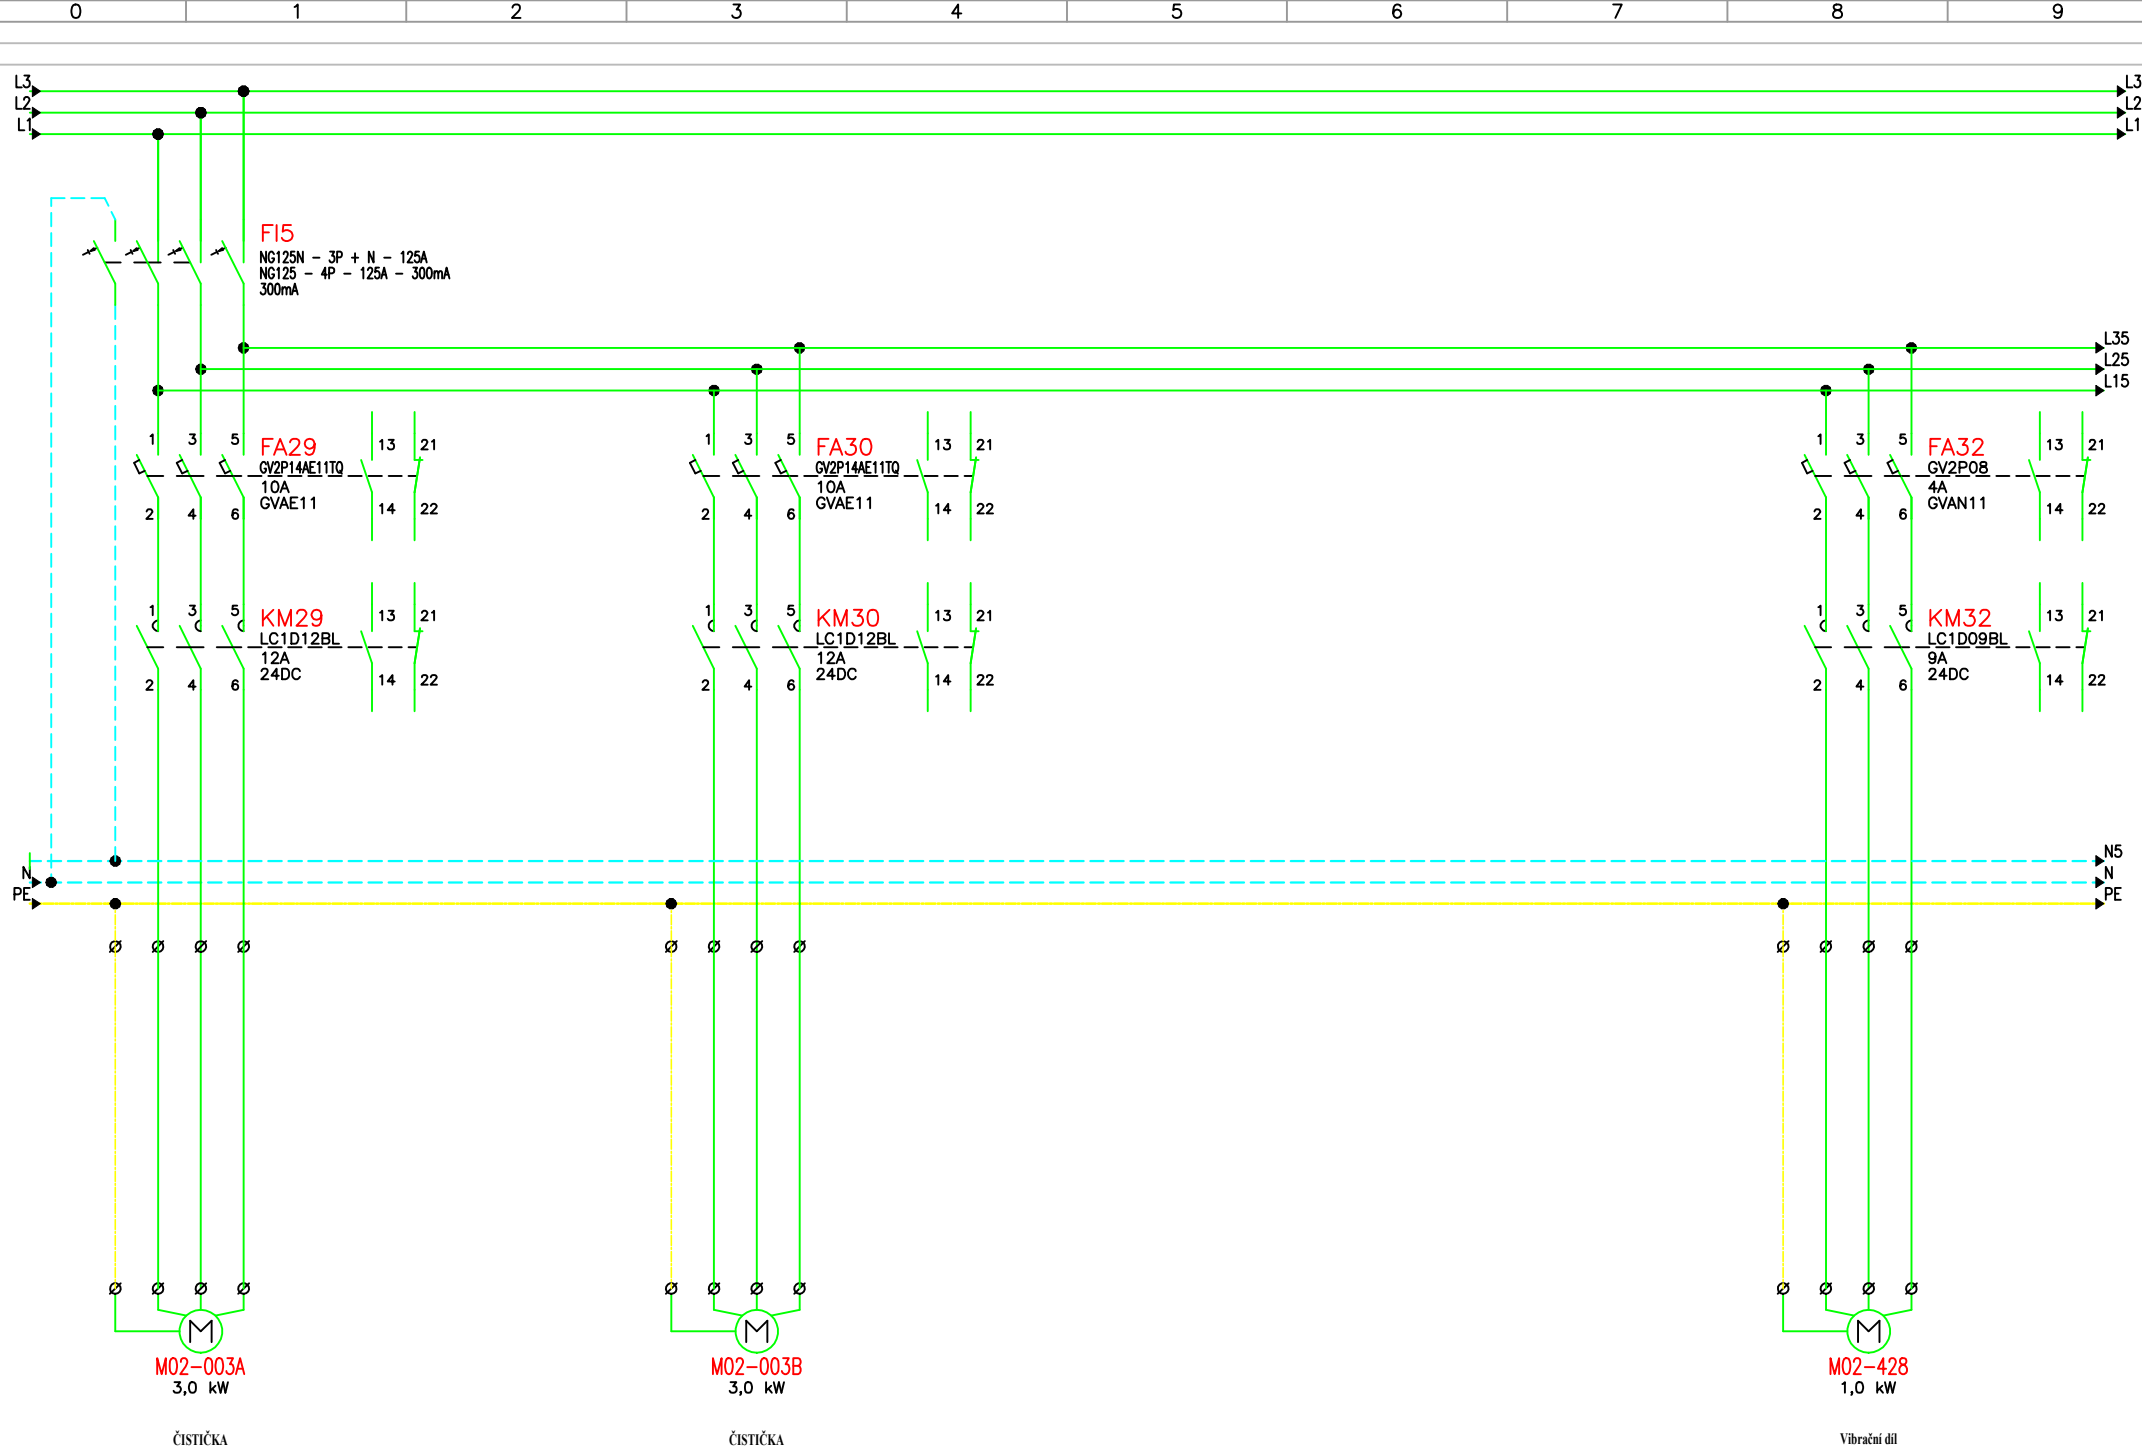 0 1 2 3 4 5 6 7 8 9
L3 L3
L2 L2
L1 L1
FI5
NG125N - 3P + N - 125A
NG125 - 4P - 125A - 300mA
300mA
L35
L25
L15
1 3 5 FA29 13 21
GV2P14AE11TQ
10A
GVAE11
2 4 6 14 22
1 3 5 FA30 13 21
GV2P14AE11TQ
10A
GVAE11
2 4 6 14 22
1 3 5 FA32 13 21
GV2P08
4A
GVAN11
2 4 6 14 22
1 3 5 KM29 13 21
LC1D12BL
12A
24DC
2 4 6 14 22
1 3 5 KM30 13 21
LC1D12BL
12A
24DC
2 4 6 14 22
1 3 5 KM32 13 21
LC1D09BL
9A
24DC
2 4 6 14 22
N5
N N
PE PE
M
M02-003A
3,0 kW
ČISTIČKA
M
M02-003B
3,0 kW
ČISTIČKA
M
M02-428
1,0 kW
Vibrační díl